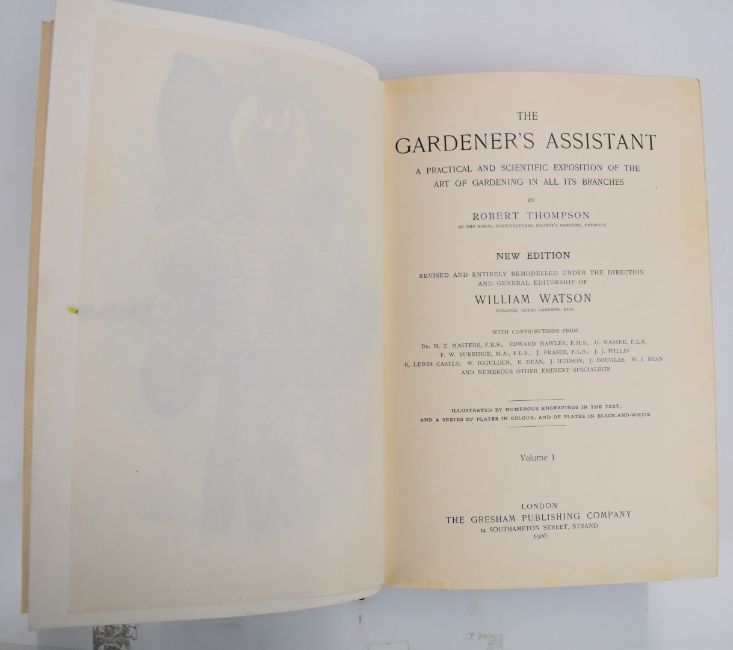 THE
GARDENER'S ASSISTANT
A PRACTICAL AND SCIENTIFIC EXPOSITION OF THE
ART OF GARDENING IN ALL ITS BRANCHES
BY
ROBERT THOMPSON
OF THE ROYAL HORTICULTURAL SOCIETY'S GARDENS, CHISWICK
NEW EDITION
REVISED AND ENTIRELY REMODELLED UNDER THE DIRECTION
AND GENERAL EDITORSHIP OF
WILLIAM WATSON
CURATOR, ROYAL GARDENS, KEW
WITH CONTRIBUTIONS FROM
DR. M. T. MASTERS, F.R.S., EDWARD MAWLEY, F.M.S., G. MASSEE, F.L.S.
F. W. BURBIDGE, M.A., F.L.S., J. FRASER, F.L.S., J. J. WILLIS
R. LEWIS CASTLE, W. IGGULDEN, R. DEAN, J. HUDSON, J. DOUGLAS, W. J. BEAN
AND NUMEROUS OTHER EMINENT SPECIALISTS
ILLUSTRATED BY NUMEROUS ENGRAVINGS IN THE TEXT,
AND A SERIES OF PLATES IN COLOUR, AND OF PLATES IN BLACK-AND-WHITE
Volume I
LONDON
THE GRESHAM PUBLISHING COMPANY
34 SOUTHAMPTON STREET, STRAND
1906